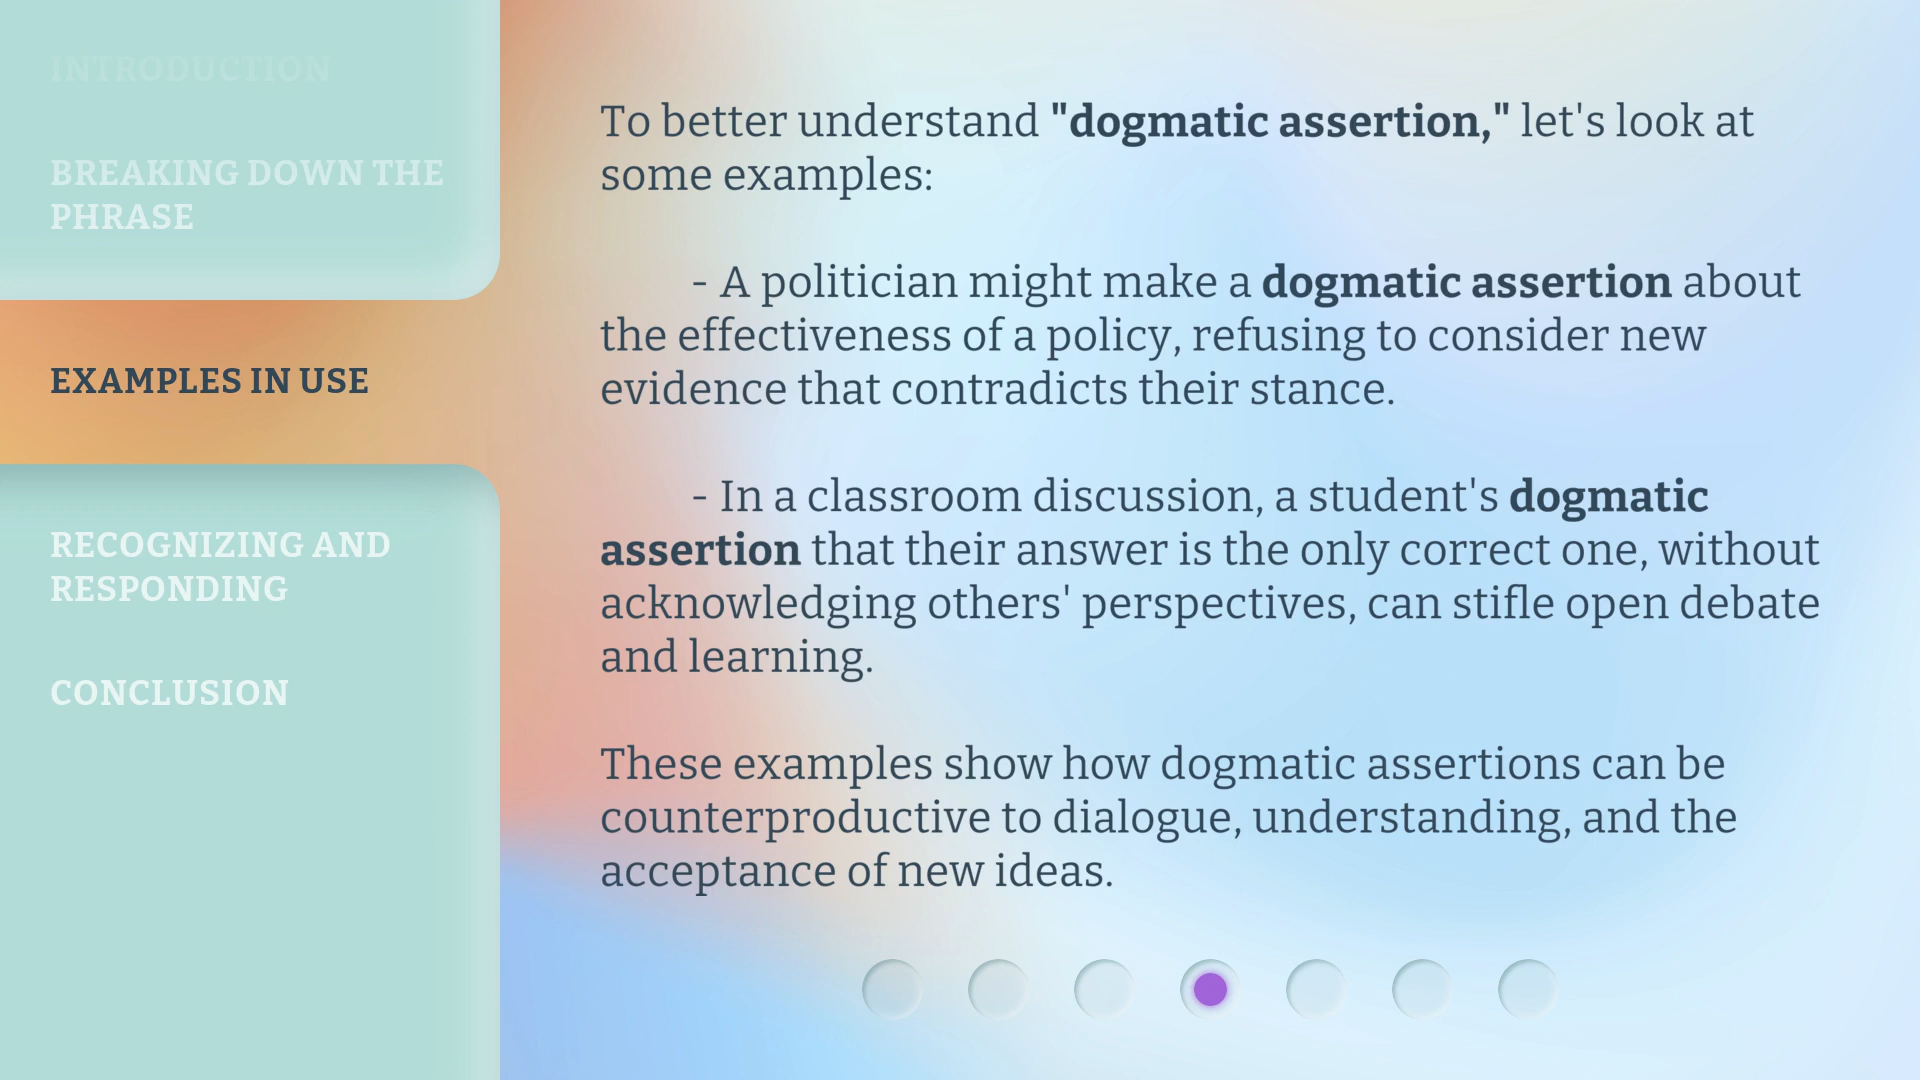 INTRODUCTION
BREAKING DOWN THE
PHRASE
EXAMPLES IN USE
RECOGNIZING AND
RESPONDING
CONCLUSION
To better understand "dogmatic assertion," let's look at
some examples:
- A politician might make a dogmatic assertion about
the effectiveness of a policy, refusing to consider new
evidence that contradicts their stance.
- In a classroom discussion, a student's dogmatic
assertion that their answer is the only correct one, without
acknowledging others' perspectives, can stifle open debate
and learning.
These examples show how dogmatic assertions can be
counterproductive to dialogue, understanding, and the
acceptance of new ideas.